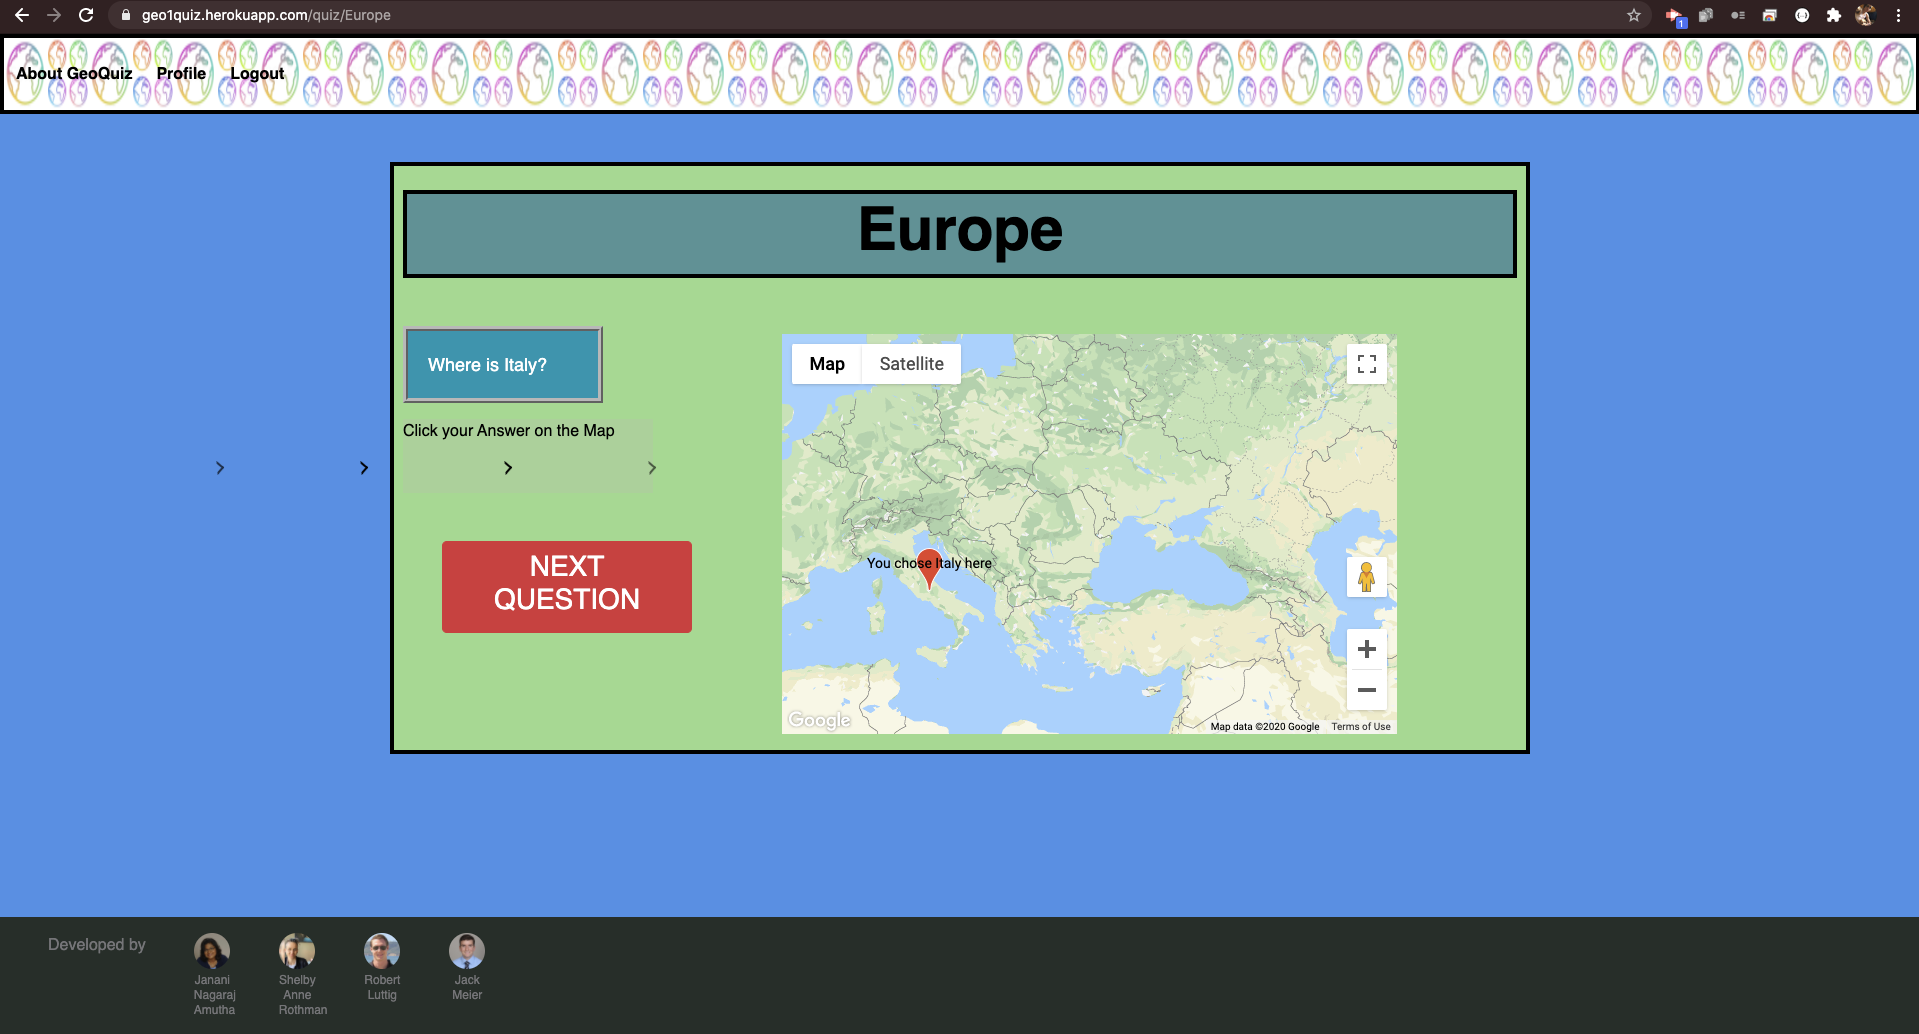 geo1quiz.herokuapp.com/quiz/Europe
1
About GeoQuiz Profile Logout
Europe
Where is Italy?
Click your Answer on the Map
NEXT
QUESTION
Map Satellite
You chose Italy here
Google
Map data ©2020 Google Terms of Use
Developed by
Janani
Nagaraj
Amutha
Shelby
Anne
Rothman
Robert
Luttig
Jack
Meier